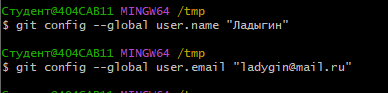 Студент@404CAB11 MINGW64 /tmp
$ git config --global user.name "Ладыгин"
Студент@404CAB11 MINGW64 /tmp
$ git config --global user.email "ladygin@mail.ru"